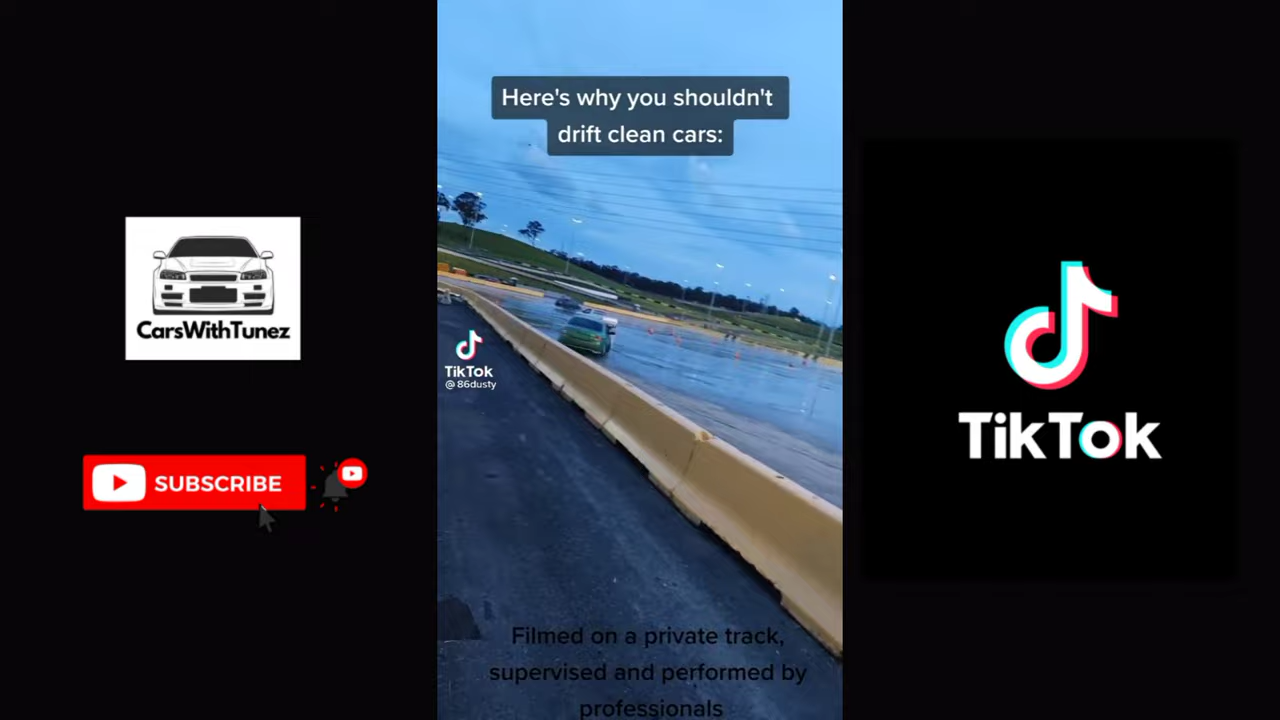 Here's why you shouldn't
drift clean cars:
CarsWithTunez
TikTok
@ 86dusty
SUBSCRIBE
TikTok
Filmed on a private track,
supervised and performed by
professionals